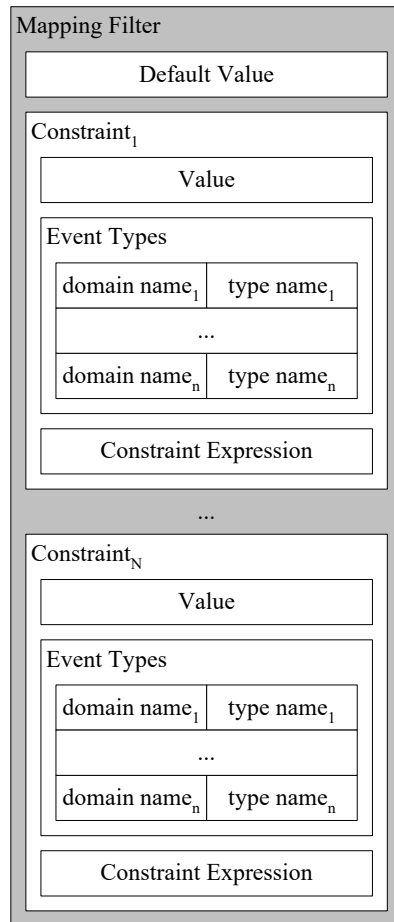 Mapping Filter
Default Value
Constraint₁
Value
Event Types
domain name₁ type name₁
...
domain nameₙ type nameₙ
Constraint Expression
...
Constraint_N
Value
Event Types
domain name₁ type name₁
...
domain nameₙ type nameₙ
Constraint Expression